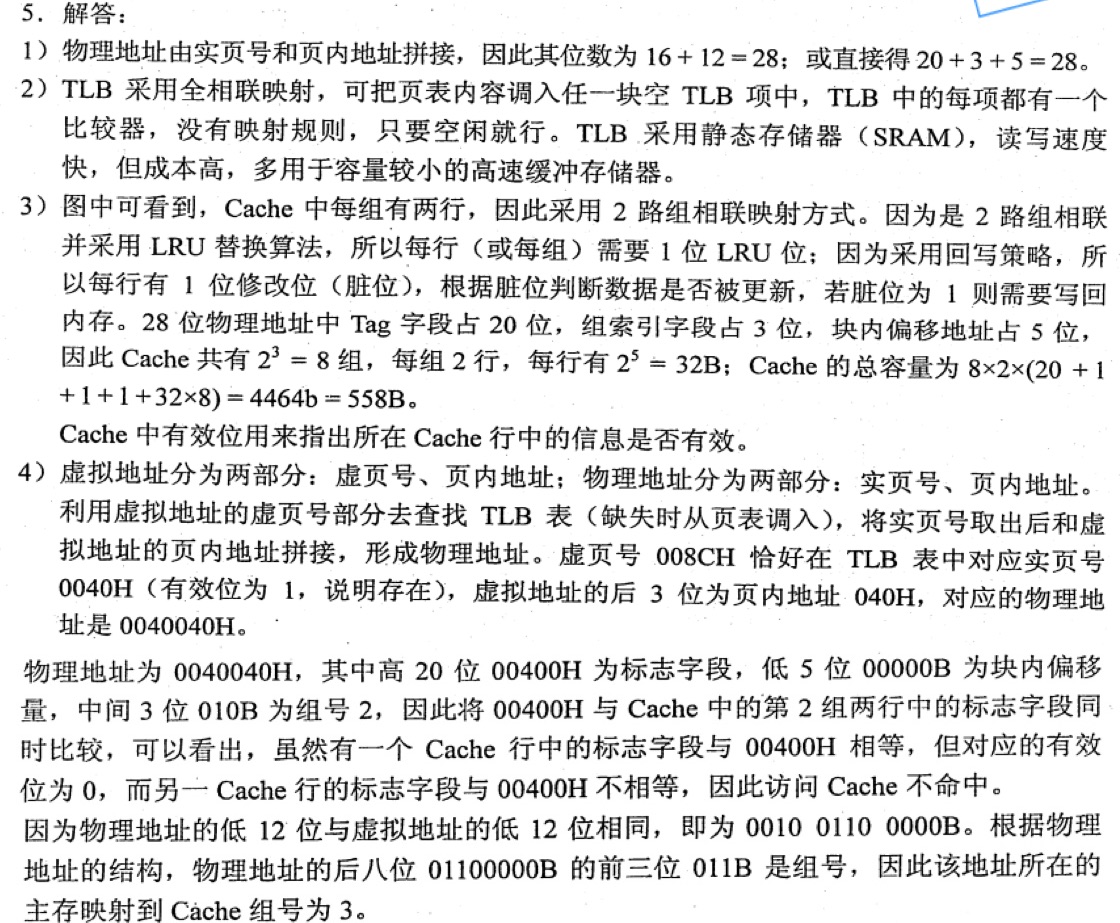 5．解答：
1）物理地址由实页号和页内地址拼接，因此其位数为 16 + 12 = 28；或直接得 20 + 3 + 5 = 28。
2）TLB 采用全相联映射，可把页表内容调入任一块空 TLB 项中，TLB 中的每项都有一个
比较器，没有映射规则，只要空闲就行。TLB 采用静态存储器（SRAM），读写速度
快，但成本高，多用于容量较小的高速缓冲存储器。
3）图中可看到，Cache 中每组有两行，因此采用 2 路组相联映射方式。因为是 2 路组相联
并采用 LRU 替换算法，所以每行（或每组）需要 1 位 LRU 位；因为采用回写策略，所
以每行有 1 位修改位（脏位），根据脏位判断数据是否被更新，若脏位为 1 则需要写回
内存。28 位物理地址中 Tag 字段占 20 位，组索引字段占 3 位，块内偏移地址占 5 位，
因此 Cache 共有 2³ = 8 组，每组 2 行，每行有 2⁵ = 32B；Cache 的总容量为 8×2×(20 + 1
+ 1 + 1 + 32×8) = 4464b = 558B。
Cache 中有效位用来指出所在 Cache 行中的信息是否有效。
4）虚拟地址分为两部分：虚页号、页内地址；物理地址分为两部分：实页号、页内地址。
利用虚拟地址的虚页号部分去查找 TLB 表（缺失时从页表调入），将实页号取出后和虚
拟地址的页内地址拼接，形成物理地址。虚页号 008CH 恰好在 TLB 表中对应实页号
0040H（有效位为 1，说明存在），虚拟地址的后 3 位为页内地址 040H，对应的物理地
址是 0040040H。
物理地址为 0040040H，其中高 20 位 00400H 为标志字段，低 5 位 00000B 为块内偏移
量，中间 3 位 010B 为组号 2，因此将 00400H 与 Cache 中的第 2 组两行中的标志字段同
时比较，可以看出，虽然有一个 Cache 行中的标志字段与 00400H 相等，但对应的有效
位为 0，而另一 Cache 行的标志字段与 00400H 不相等，因此访问 Cache 不命中。
因为物理地址的低 12 位与虚拟地址的低 12 位相同，即为 0010 0110 0000B。根据物理
地址的结构，物理地址的后八位 01100000B 的前三位 011B 是组号，因此该地址所在的
主存映射到 Cache 组号为 3。